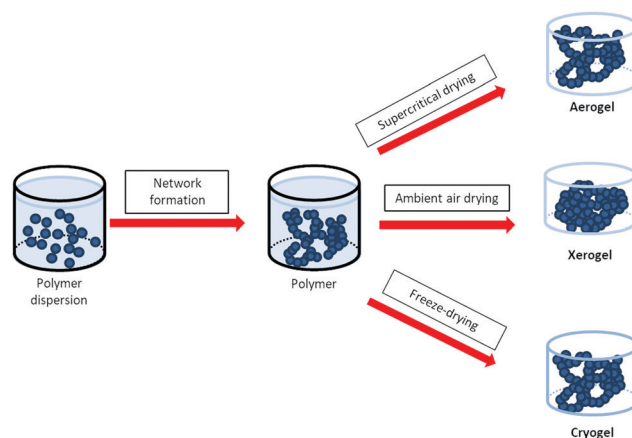 Supercritical drying
Aerogel
Network
formation
Ambient air drying
Xerogel
Polymer
dispersion
Polymer
Freeze-drying
Cryogel